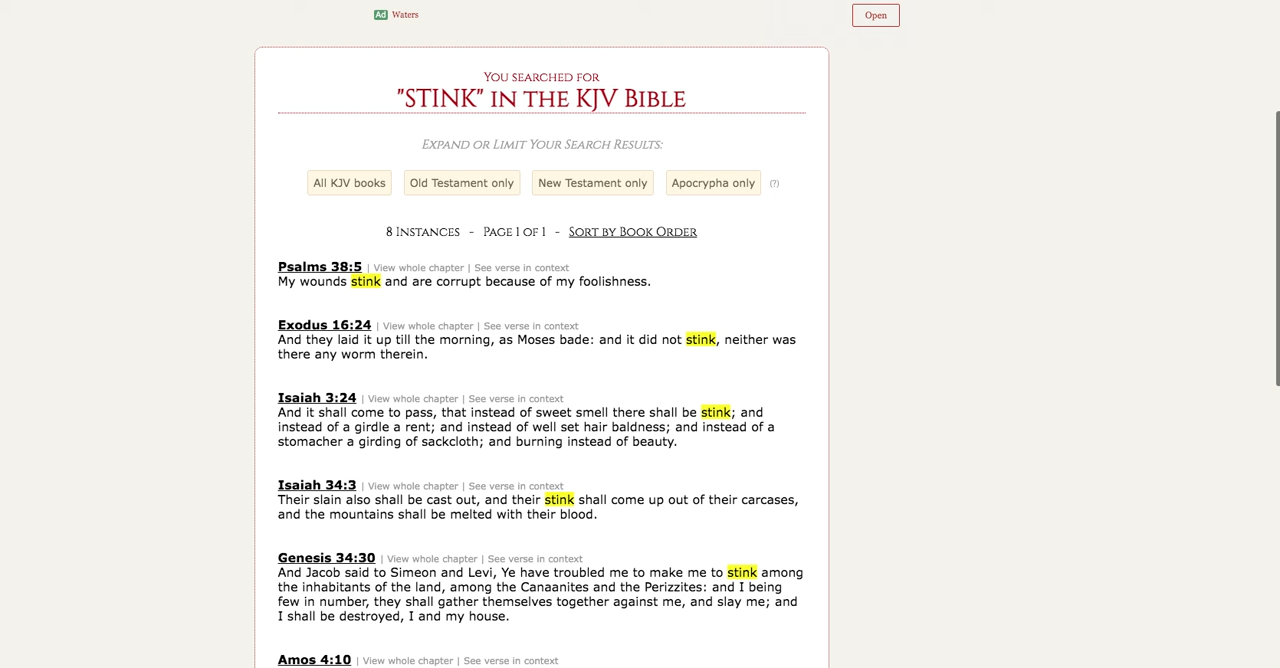 Ad Waters
Open
You searched for
"STINK" in the KJV Bible
Expand or Limit Your Search Results:
All KJV books Old Testament only New Testament only Apocrypha only (?)
8 Instances - Page 1 of 1 - Sort by Book Order
Psalms 38:5 | View whole chapter | See verse in context
My wounds stink and are corrupt because of my foolishness.
Exodus 16:24 | View whole chapter | See verse in context
And they laid it up till the morning, as Moses bade: and it did not stink, neither was
there any worm therein.
Isaiah 3:24 | View whole chapter | See verse in context
And it shall come to pass, that instead of sweet smell there shall be stink; and
instead of a girdle a rent; and instead of well set hair baldness; and instead of a
stomacher a girding of sackcloth; and burning instead of beauty.
Isaiah 34:3 | View whole chapter | See verse in context
Their slain also shall be cast out, and their stink shall come up out of their carcases,
and the mountains shall be melted with their blood.
Genesis 34:30 | View whole chapter | See verse in context
And Jacob said to Simeon and Levi, Ye have troubled me to make me to stink among
the inhabitants of the land, among the Canaanites and the Perizzites: and I being
few in number, they shall gather themselves together against me, and slay me; and
I shall be destroyed, I and my house.
Amos 4:10 | View whole chapter | See verse in context